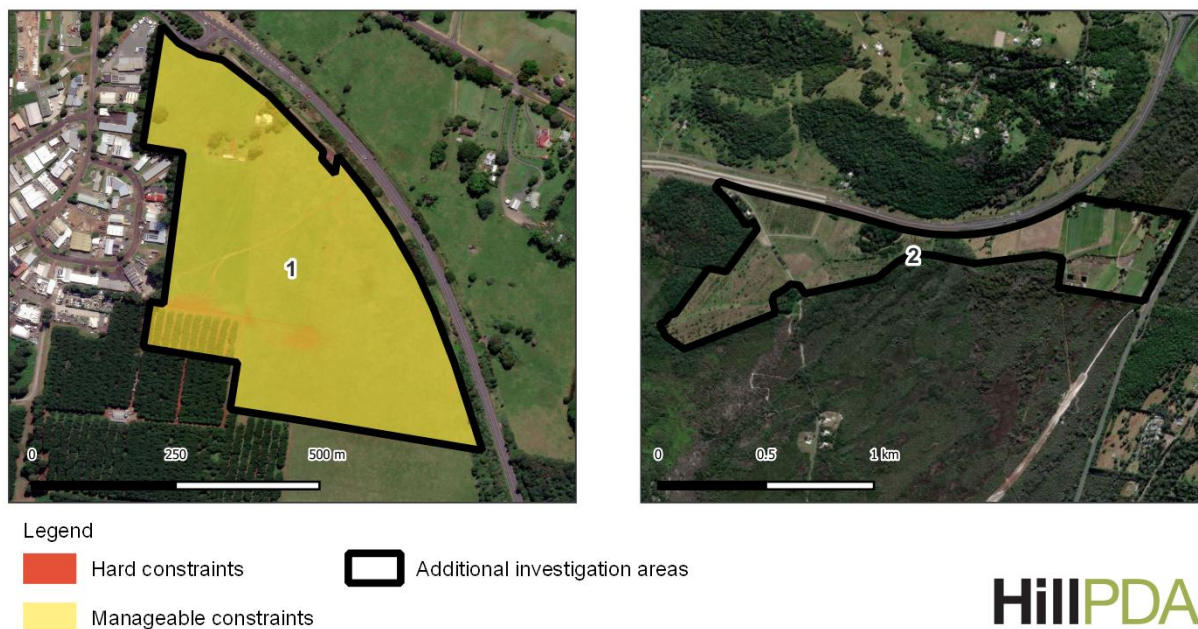 1
0 250 500 m
2
0 0.5 1 km
Legend
Hard constraints
Additional investigation areas
Manageable constraints
HillPDA